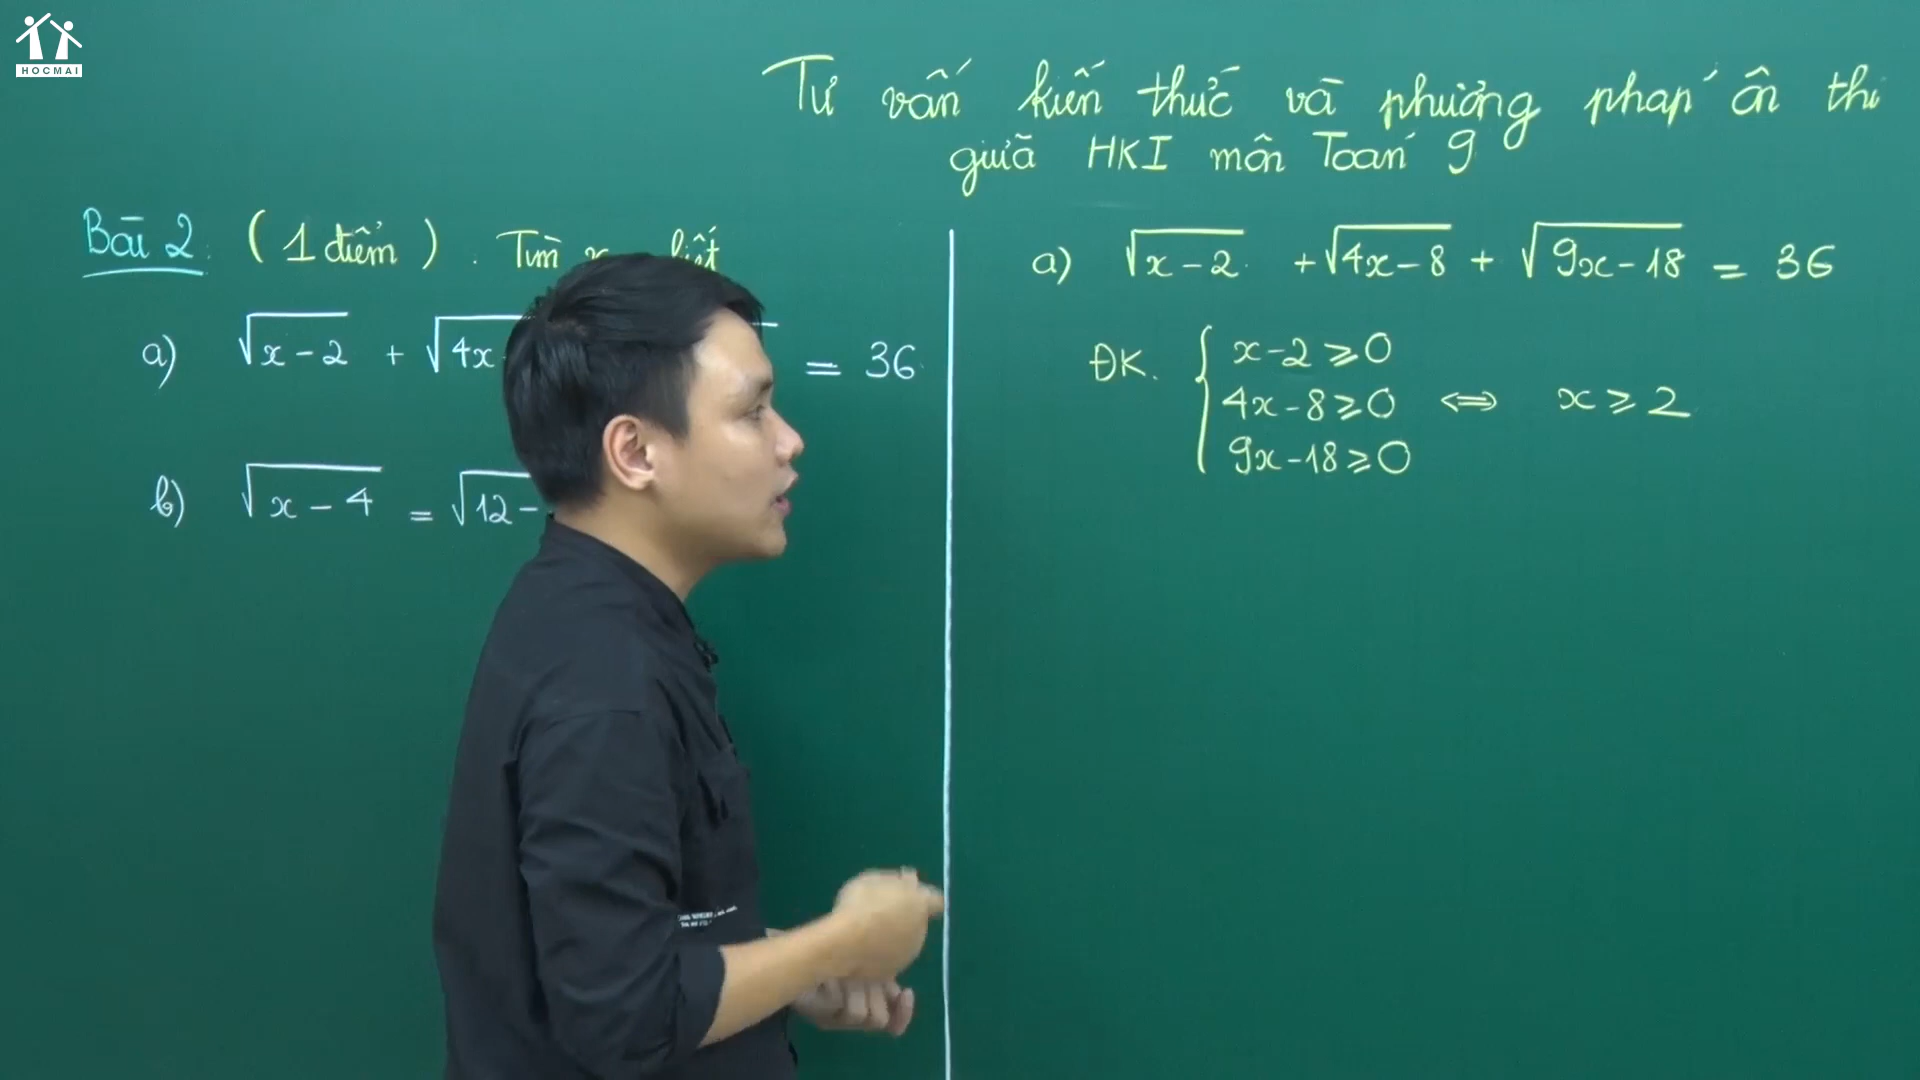 HOCMAI
Tư vấn kiến thức và phương pháp ôn thi
giữa HKI môn Toán 9
Bài 2. (1 điểm). Tìm x biết
a) √x-2 + √4x = 36
b) √x-4 = √12-
a) √x-2 + √4x-8 + √9x-18 = 36
ĐK. { x-2 ≥ 0
4x-8 ≥ 0 ⇔ x ≥ 2
9x-18 ≥ 0